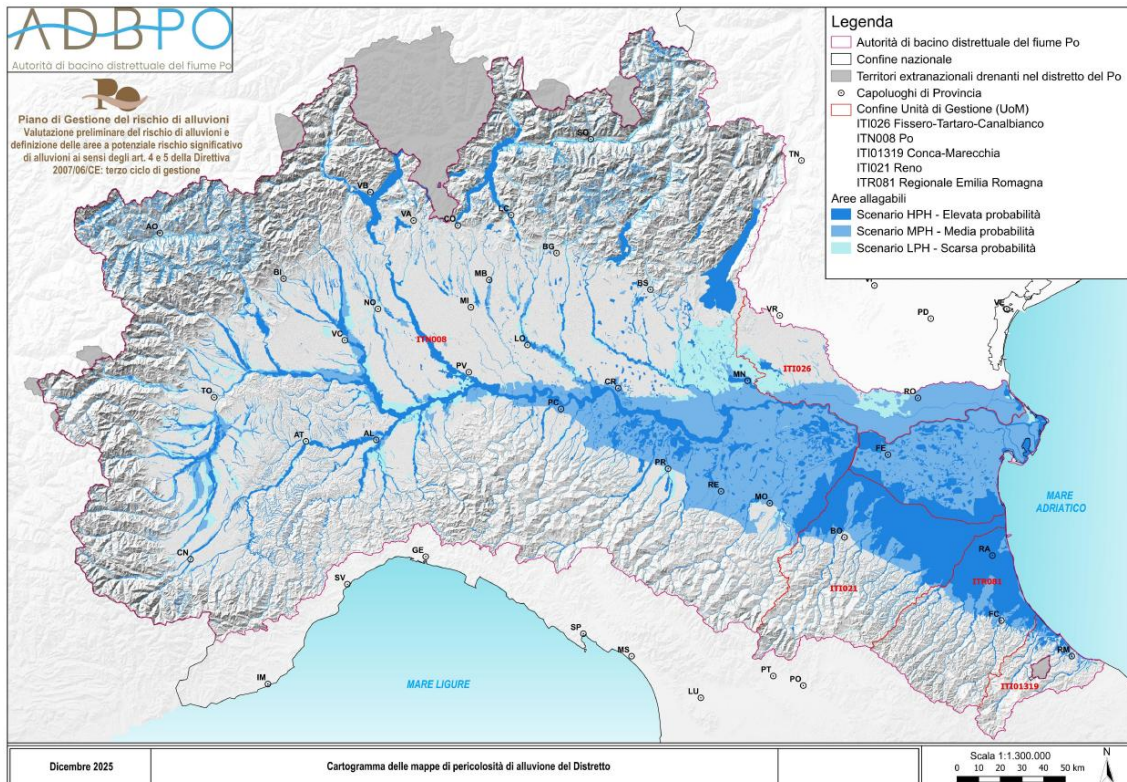 ADBPO
Autorità di bacino distrettuale del fiume Po
Po
Piano di Gestione del rischio di alluvioni
Valutazione preliminare del rischio di alluvioni e
definizione delle aree a potenziale rischio significativo
di alluvioni ai sensi degli art. 4 e 5 della Direttiva
2007/06/CE: terzo ciclo di gestione
Legenda
Autorità di bacino distrettuale del fiume Po
Confine nazionale
Territori extranazionali drenanti nel distretto del Po
Capoluoghi di Provincia
Confine Unità di Gestione (UoM)
ITI026 Fissero-Tartaro-Canalbianco
ITN008 Po
ITI01319 Conca-Marecchia
ITI021 Reno
ITR081 Regionale Emilia Romagna
Aree allagabili
Scenario HPH - Elevata probabilità
Scenario MPH - Media probabilità
Scenario LPH - Scarsa probabilità
SO
TN
VB
VA
CO
LC
AO
BG
BI
MB
BS
NO
MI
VR
PD
VE
VC
ITN008
LO
PV
CR
MN
ITI026
RO
TO
PC
AT
AL
FE
PR
RE
MO
BO
RA
MARE
ADRIATICO
CN
GE
SV
ITI021
ITR081
FC
SP
MS
RM
IM
MARE LIGURE
LU
PT
PO
ITI01319
Dicembre 2025
Cartogramma delle mappe di pericolosità di alluvione del Distretto
Scala 1:1.300.000
0 10 20 30 40 50 km
N